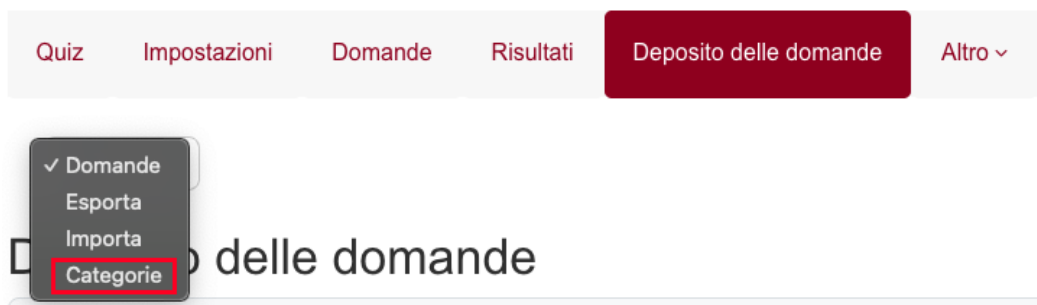 Quiz Impostazioni Domande Risultati Deposito delle domande Altro
✓ Domande
Esporta
Importa
Categorie
D o delle domande